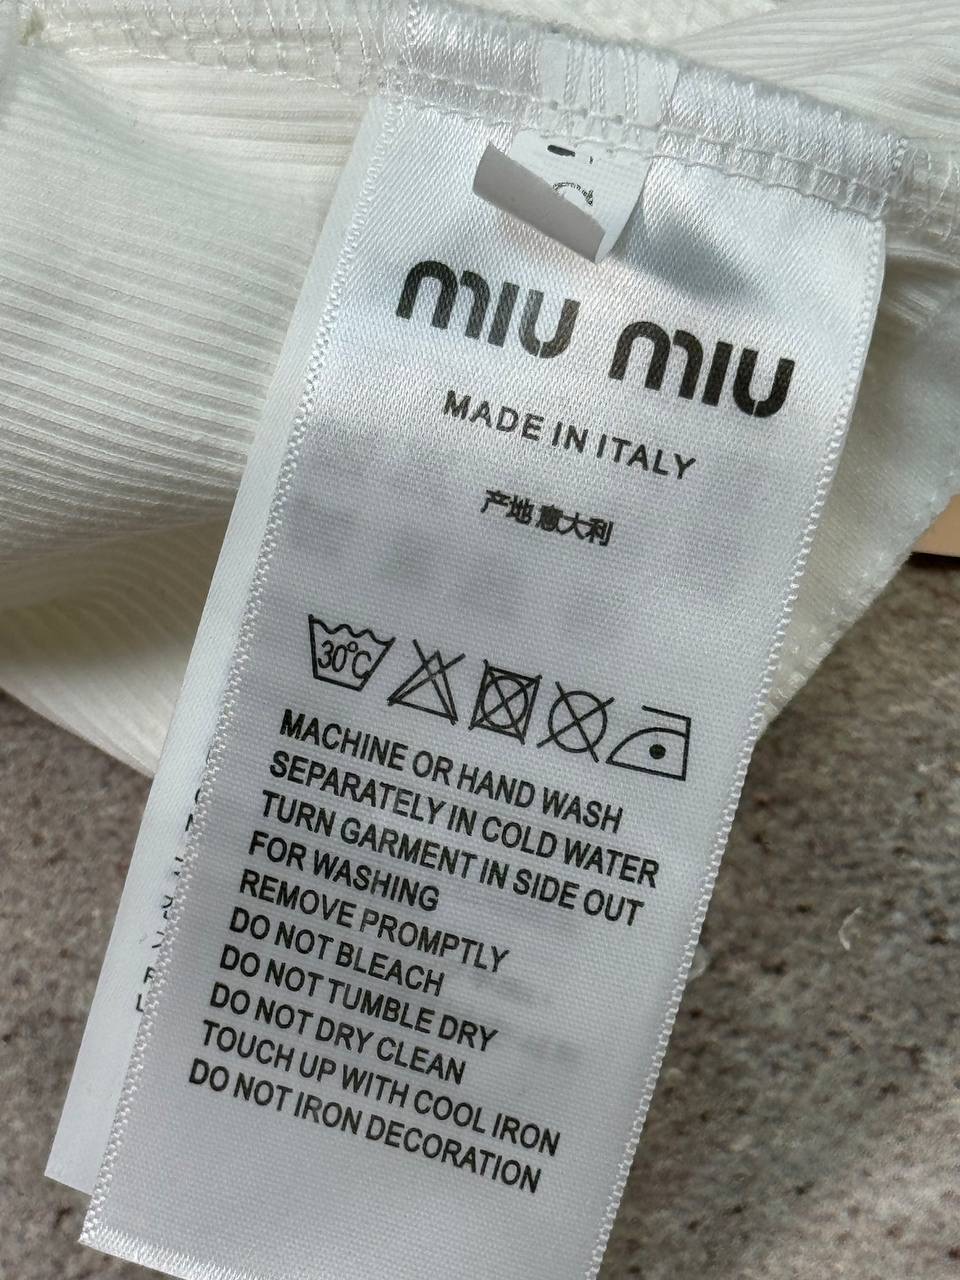 MIU MIU
MADE IN ITALY
产地 意大利
30°C
MACHINE OR HAND WASH
SEPARATELY IN COLD WATER
TURN GARMENT IN SIDE OUT
FOR WASHING
REMOVE PROMPTLY
DO NOT BLEACH
DO NOT TUMBLE DRY
DO NOT DRY CLEAN
TOUCH UP WITH COOL IRON
DO NOT IRON DECORATION